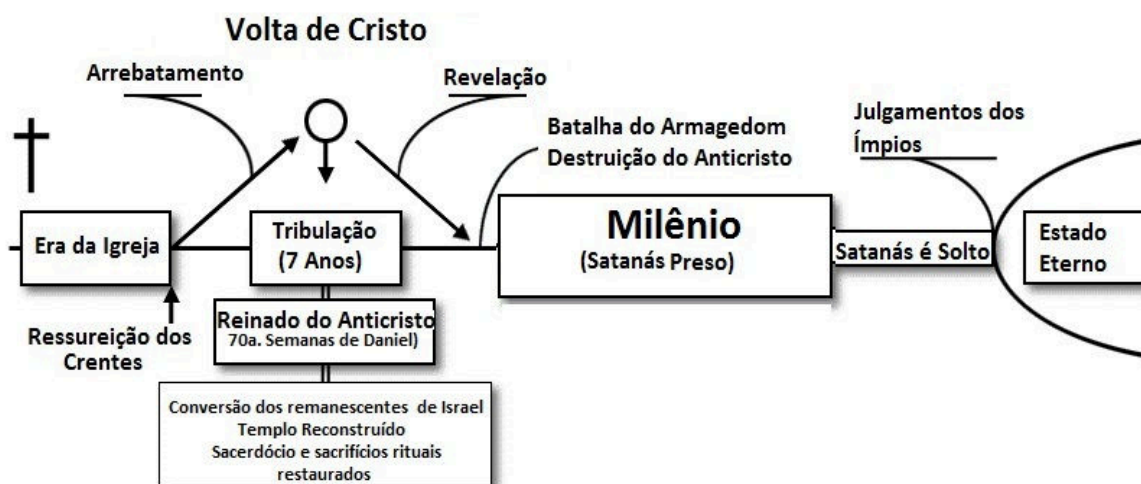 Volta de Cristo
Arrebatamento
Revelação
Batalha do Armagedom
Destruição do Anticristo
Julgamentos dos
Ímpios
Era da Igreja
Tribulação
(7 Anos)
Milênio
(Satanás Preso)
Satanás é Solto
Estado
Eterno
Ressureição dos
Crentes
Reinado do Anticristo
70a. Semanas de Daniel)
Conversão dos remanescentes de Israel
Templo Reconstruído
Sacerdócio e sacrifícios rituais
restaurados